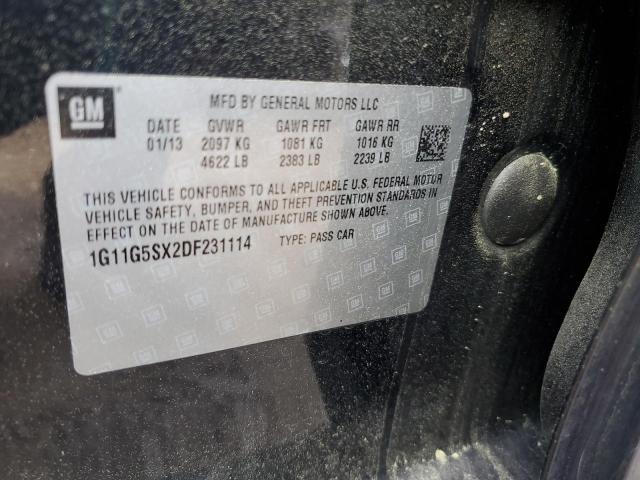 GM
MFD BY GENERAL MOTORS LLC
DATE GVWR GAWR FRT GAWR RR
01/13 2097 KG 1081 KG 1016 KG
4622 LB 2383 LB 2239 LB
THIS VEHICLE CONFORMS TO ALL APPLICABLE U.S. FEDERAL MOTOR
VEHICLE SAFETY, BUMPER, AND THEFT PREVENTION STANDARDS IN
EFFECT ON THE DATE OF MANUFACTURE SHOWN ABOVE.
1G11G5SX2DF231114 TYPE: PASS CAR